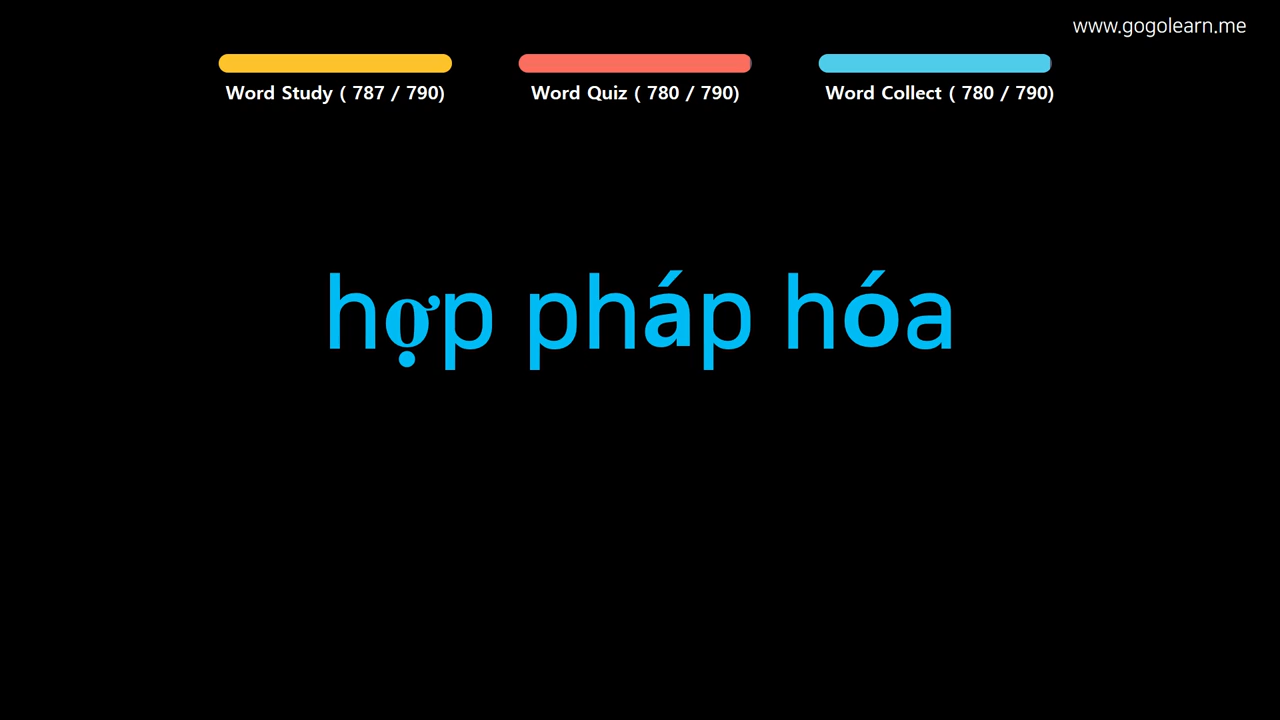 www.gogolearn.me
Word Study ( 787 / 790)
Word Quiz ( 780 / 790)
Word Collect ( 780 / 790)
hợp pháp hóa